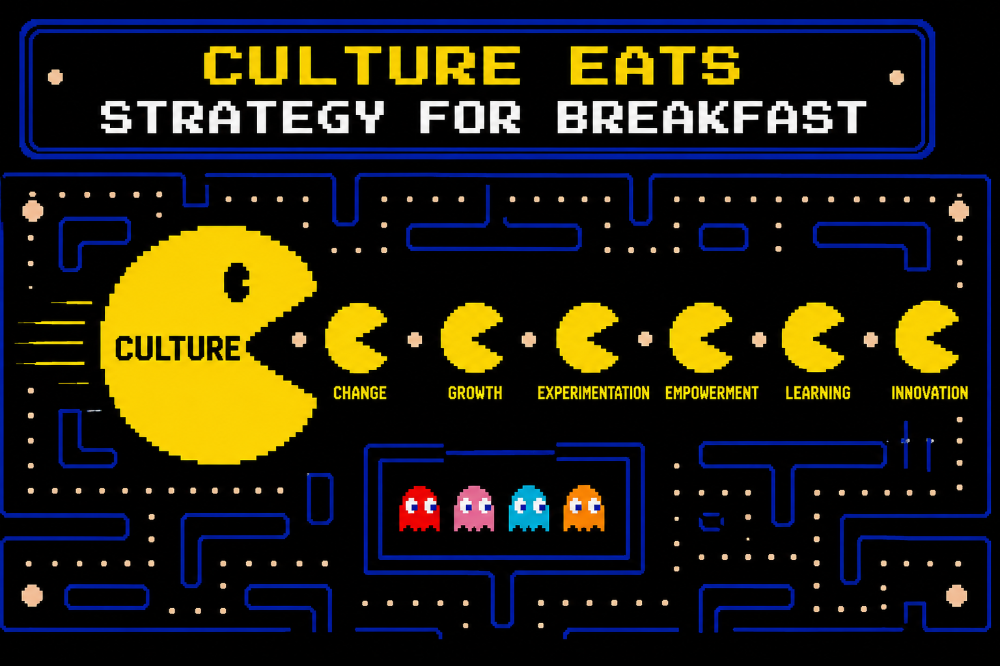 CULTURE EATS
STRATEGY FOR BREAKFAST
CULTURE
CHANGE
GROWTH
EXPERIMENTATION
EMPOWERMENT
LEARNING
INNOVATION